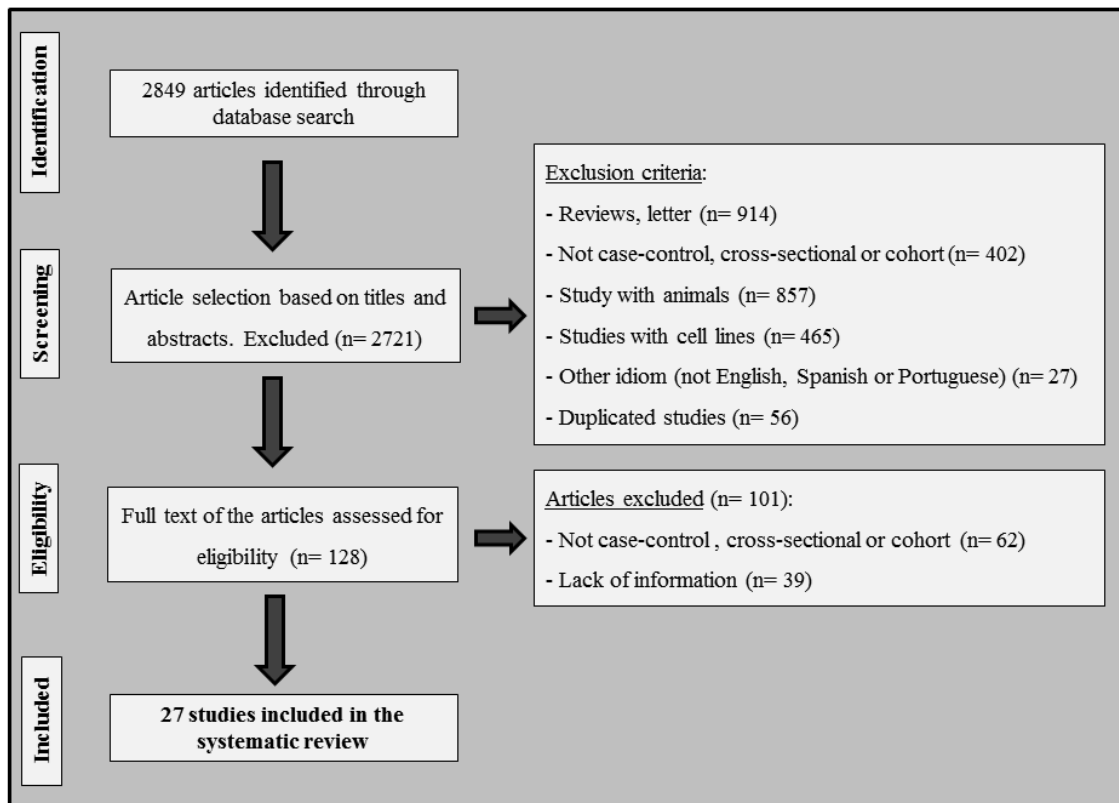 Identification
2849 articles identified through
database search
Exclusion criteria:
- Reviews, letter (n= 914)
- Not case-control, cross-sectional or cohort (n= 402)
- Study with animals (n= 857)
- Studies with cell lines (n= 465)
- Other idiom (not English, Spanish or Portuguese) (n= 27)
- Duplicated studies (n= 56)
Screening
Article selection based on titles and
abstracts. Excluded (n= 2721)
Eligibility
Full text of the articles assessed for
eligibility (n= 128)
Articles excluded (n= 101):
- Not case-control , cross-sectional or cohort (n= 62)
- Lack of information (n= 39)
Included
27 studies included in the
systematic review